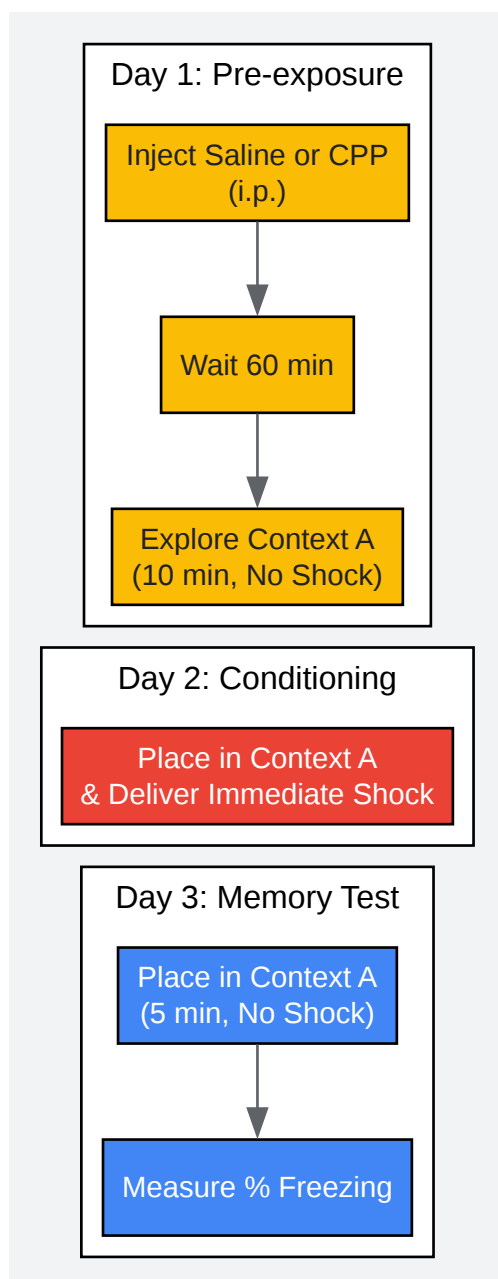 Day 1: Pre-exposure
Inject Saline or CPP
(i.p.)
Wait 60 min
Explore Context A
(10 min, No Shock)
Day 2: Conditioning
Place in Context A
& Deliver Immediate Shock
Day 3: Memory Test
Place in Context A
(5 min, No Shock)
Measure % Freezing